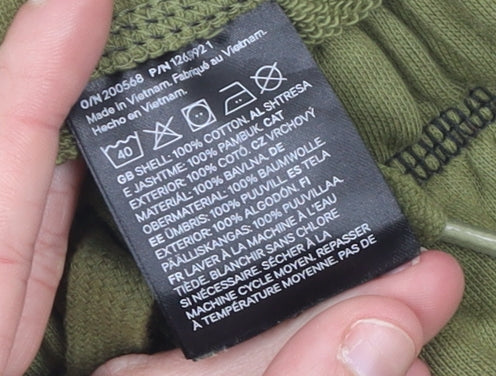 O/N 200568 P/N 1265921
Made in Vietnam. Fabriqué au Vietnam.
Hecho en Vietnam.
40
GB SHELL: 100% COTTON. AL SHTRESA
E JASHTME: 100% PAMBUK. CAT
EXTERIOR: 100% COTÓ. CZ VRCHOVÝ
MATERIÁL: 100% BAVLNA. DE
OBERMATERIAL: 100% BAUMWOLLE.
EE ÜMBRIS: 100% PUUVILL. ES TELA
EXTERIOR: 100% ALGODÓN. FI
PÄÄLLISKANGAS: 100% PUUVILLAA.
FR LAVER À LA MACHINE À L'EAU
TIÈDE. BLANCHIR SANS CHLORE
SI NÉCESSAIRE. SÉCHER À LA
MACHINE CYCLE MOYEN. REPASSER
À TEMPÉRATURE MOYENNE. PAS DE